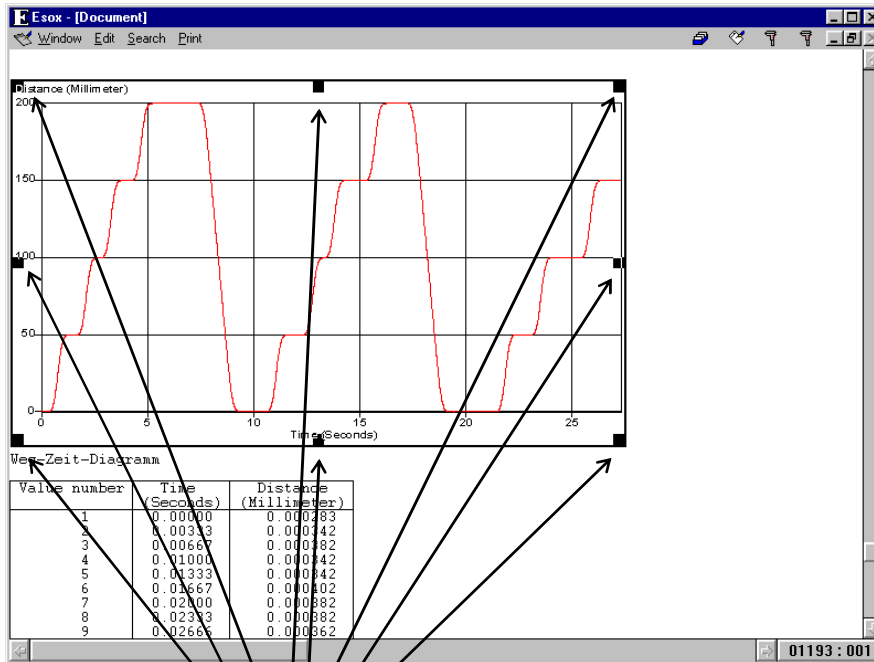 Esox - [Document]
Window Edit Search Print
Distance (Millimeter)
200
150
100
50
0
0 5 10 15 20 25
Time (Seconds)
Weg-Zeit-Diagramm
Value number Time (Seconds) Distance (Millimeter)
1 0.00000 0.000283
2 0.00333 0.000342
3 0.00667 0.000382
4 0.01000 0.000342
5 0.01333 0.000342
6 0.01667 0.000402
7 0.02000 0.000382
8 0.02333 0.000382
9 0.02666 0.000362
01193:001